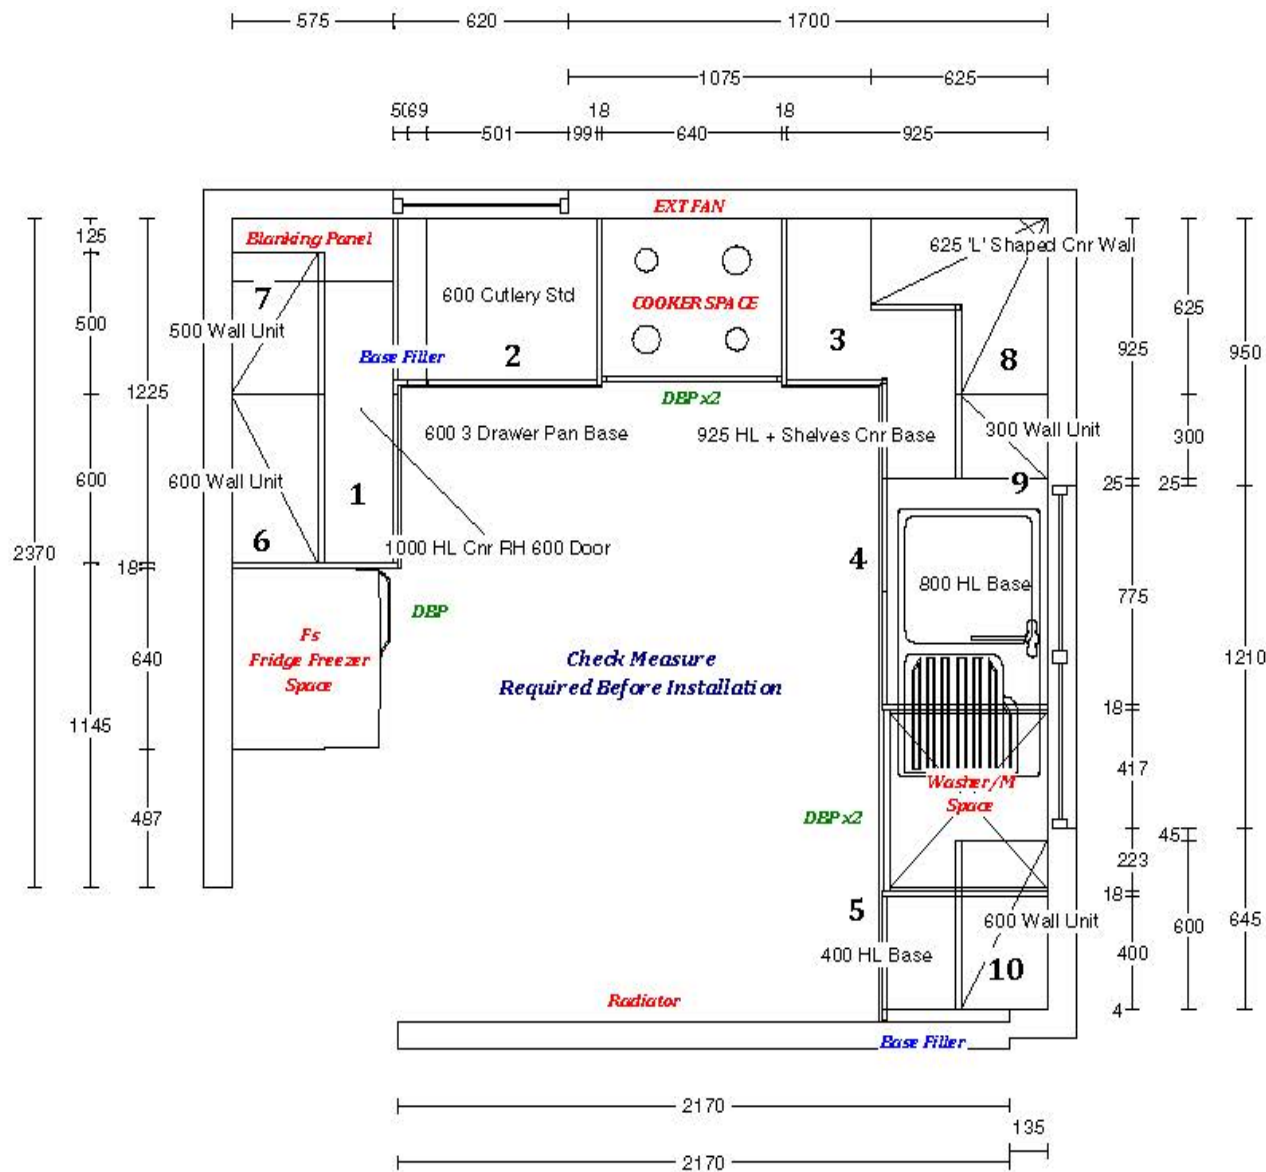 575
620
1700
1075
625
50
69
18
18
501
99
640
925
EXT FAN
125
Blanking Panel
625 'L' Shaped Cnr Wall
7
600 Cutlery Std
COOKER SPACE
625
500
500 Wall Unit
Base Filler
2
3
8
925
950
1225
DBP x2
600 3 Drawer Pan Base
925 HL + Shelves Cnr Base
300 Wall Unit
300
600
600 Wall Unit
1
9
25
25
6
1000 HL Cnr RH 600 Door
2370
18
4
800 HL Base
775
DBP
Fs
Fridge Freezer
Space
640
Check Measure
Required Before Installation
1210
1145
18
Washer/M
Space
417
487
DBP x2
45
223
18
5
600 Wall Unit
600
645
400 HL Base
10
400
Radiator
4
Base Filler
2170
135
2170